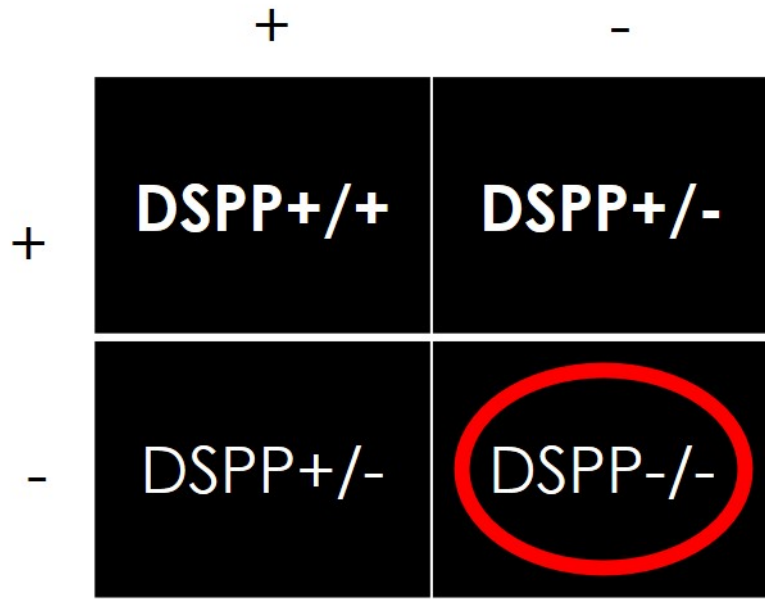 + -
+ DSPP+/+ DSPP+/-
- DSPP+/- DSPP-/-